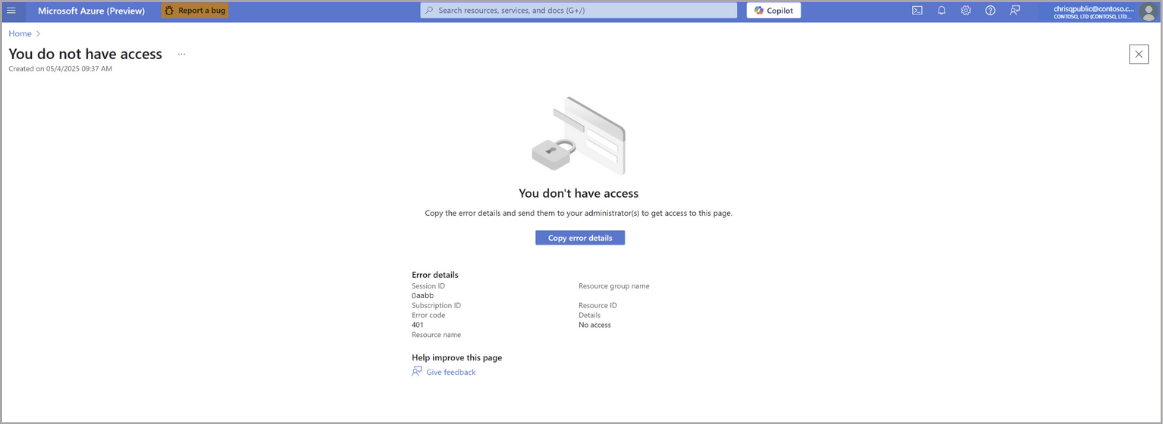 Microsoft Azure (Preview) Report a bug Search resources, services, and docs (G+/) Copilot chrisqpublic@contoso.c...
CONTOSO, LTD (CONTOSO, LTD...
Home >
You do not have access ...
Created on 05/4/2025 09:37 AM
You don't have access
Copy the error details and send them to your administrator(s) to get access to this page.
Copy error details
Error details
Session ID Resource group name
0aabb
Subscription ID Resource ID
Error code Details
401 No access
Resource name
Help improve this page
Give feedback